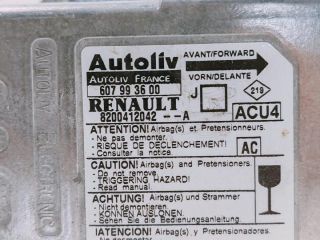 Autoliv
AVANT/FORWARD
AUTOLIV FRANCE
VORN/DELANTE
607 99 36 00
J
219
RENAULT
8200412042 --A
ACU4
ATTENTION! Airbag(s) et Pretensionneurs.
- Ne pas demonter.
- RISQUE DE DECLENCHEMENT!
- Consulter la notice.
AC
CAUTION! Airbag(s) and Pretensioners.
- Do not remove.
- TRIGGERING HAZARD!
- Read manual.
ACHTUNG! Airbag(s) und Strammer
- Nicht demontieren.
- KONNEN AUSLOSEN.
- Sehen Sie die Bedienungsanleitung.
¡ATENCION! Airbag(s) y Pretensionadores.
- No